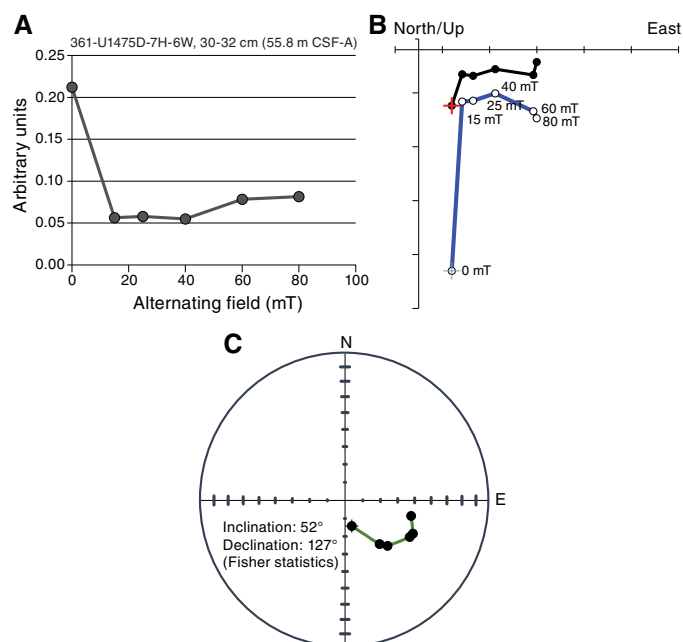 A
361-U1475D-7H-6W, 30-32 cm (55.8 m CSF-A)
Arbitrary units
0.25
0.20
0.15
0.10
0.05
0.00
0
20
40
60
80
100
Alternating field (mT)
B
North/Up
East
40 mT
25 mT
15 mT
60 mT
80 mT
0 mT
C
N
E
Inclination: 52°
Declination: 127°
(Fisher statistics)